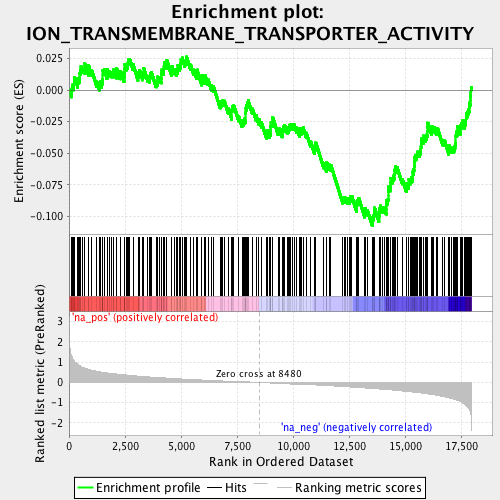 Enrichment plot:
ION_TRANSMEMBRANE_TRANSPORTER_ACTIVITY
Enrichment score (ES)
0.025
0.000
-0.025
-0.050
-0.075
-0.100
'na_pos' (positively correlated)
Ranked list metric (PreRanked)
3
2
1
0
-1
-2
Zero cross at 8480
'na_neg' (negatively correlated)
0
2,500
5,000
7,500
10,000
12,500
15,000
17,500
Rank in Ordered Dataset
Enrichment profile
Hits
Ranking metric scores